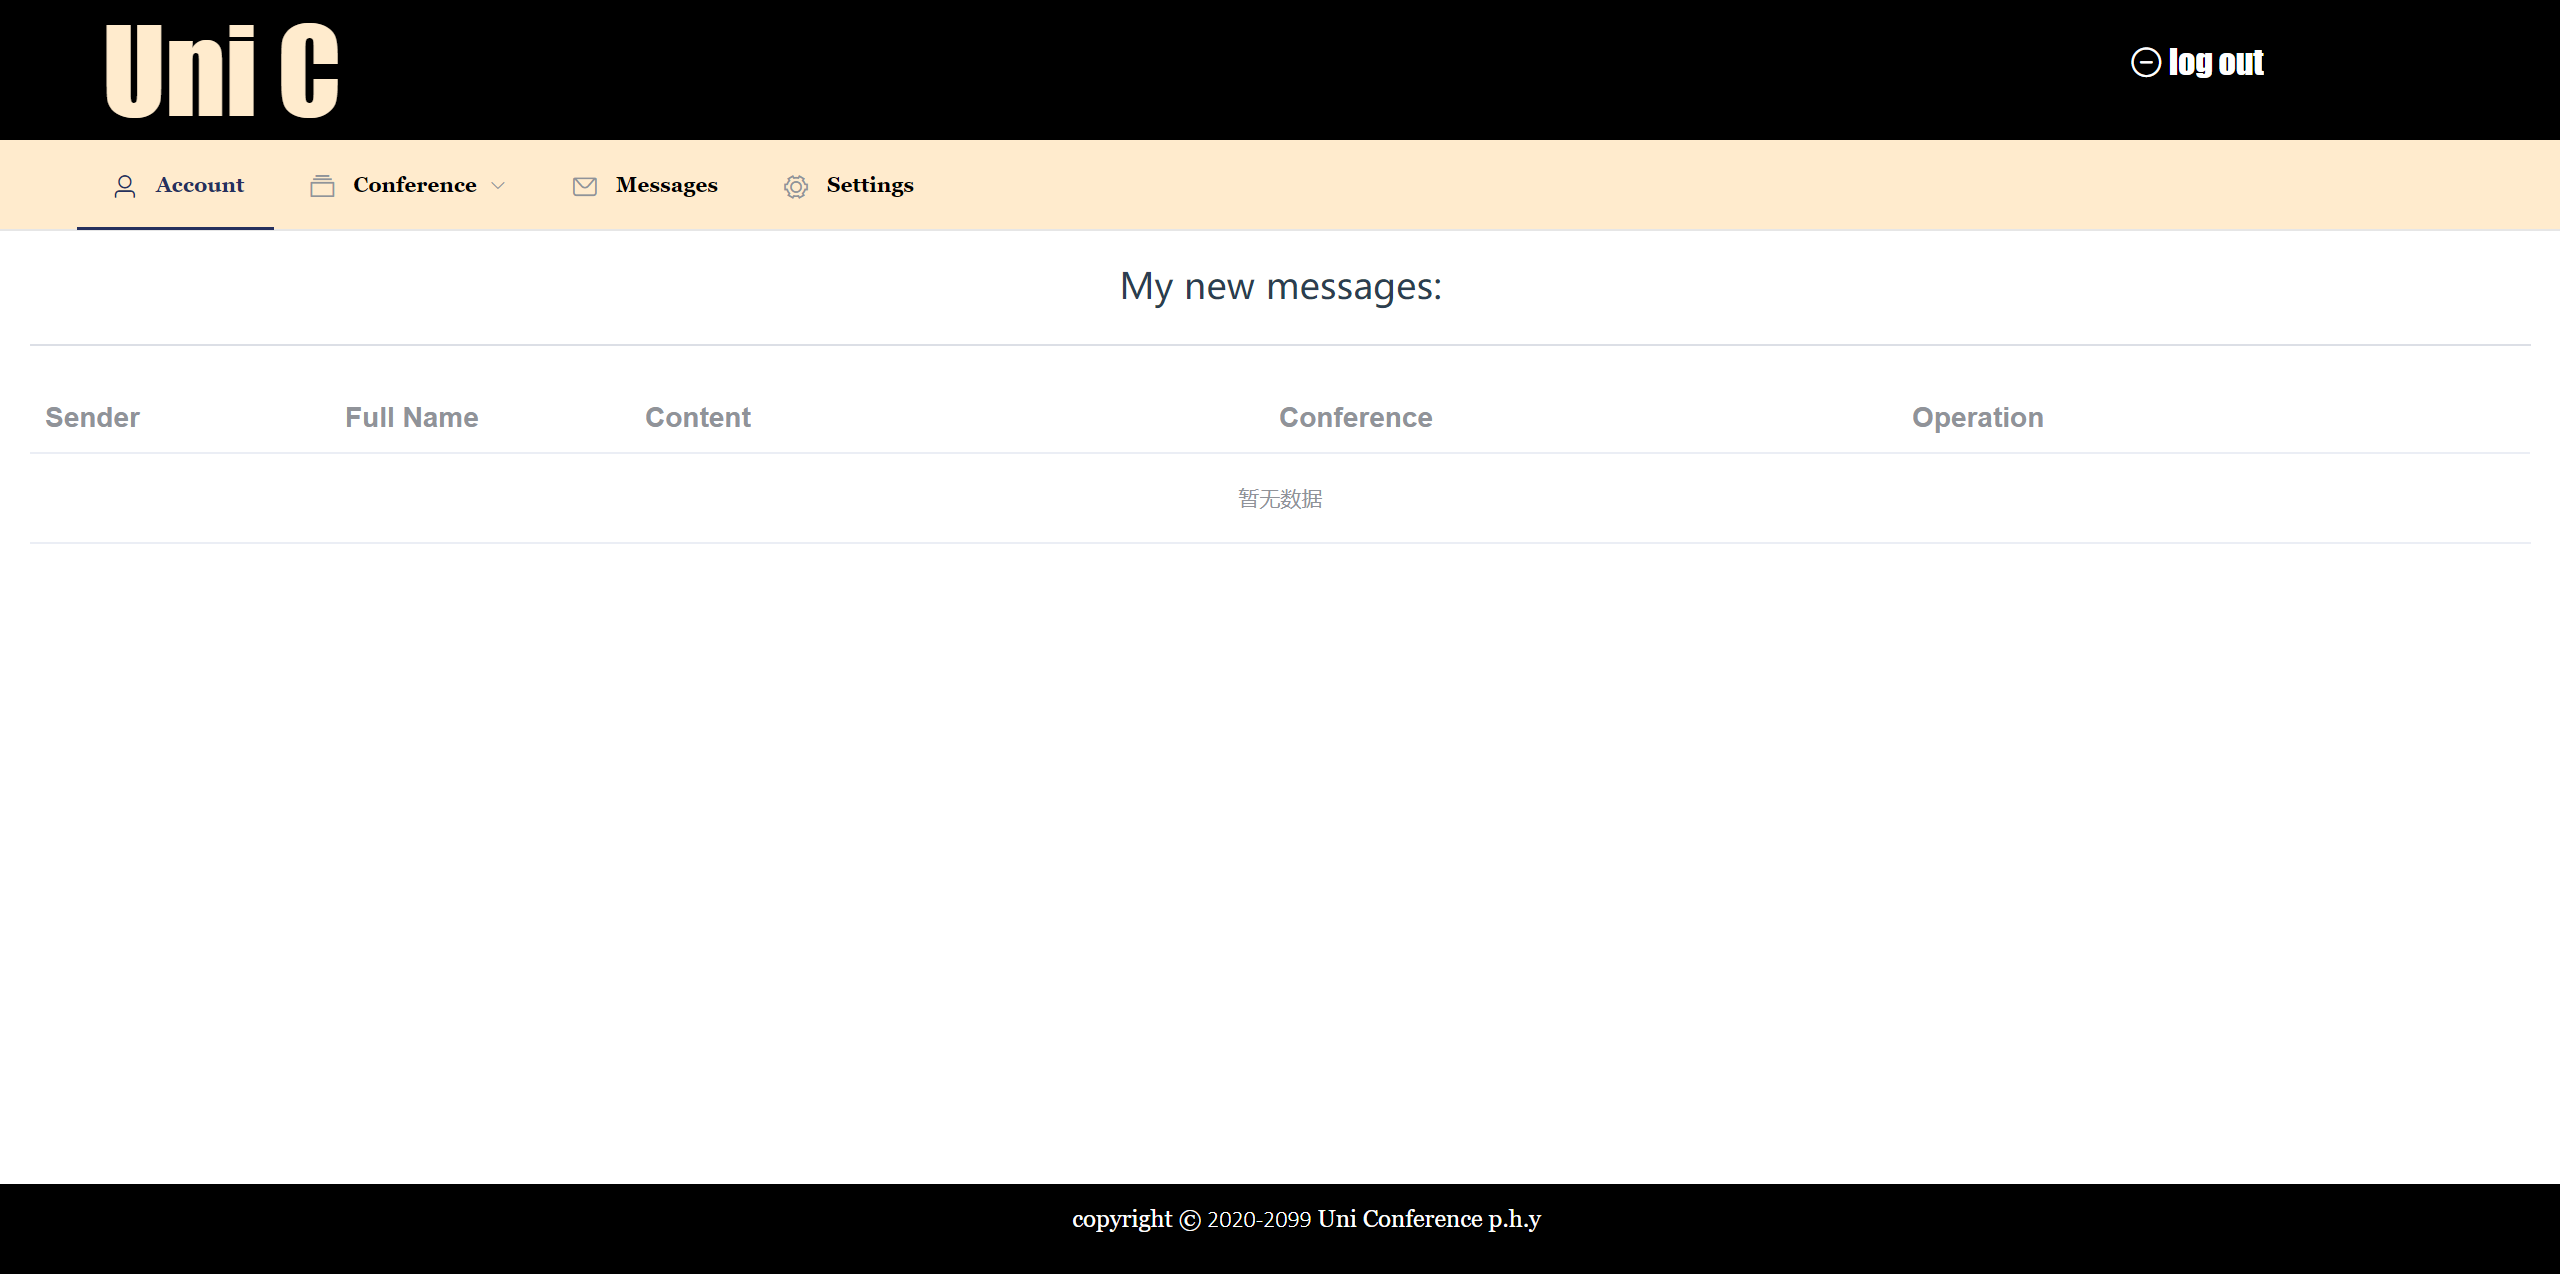 Uni C
log out
Account Conference Messages Settings
My new messages:
Sender Full Name Content Conference Operation
暂无数据
copyright © 2020-2099 Uni Conference p.h.y